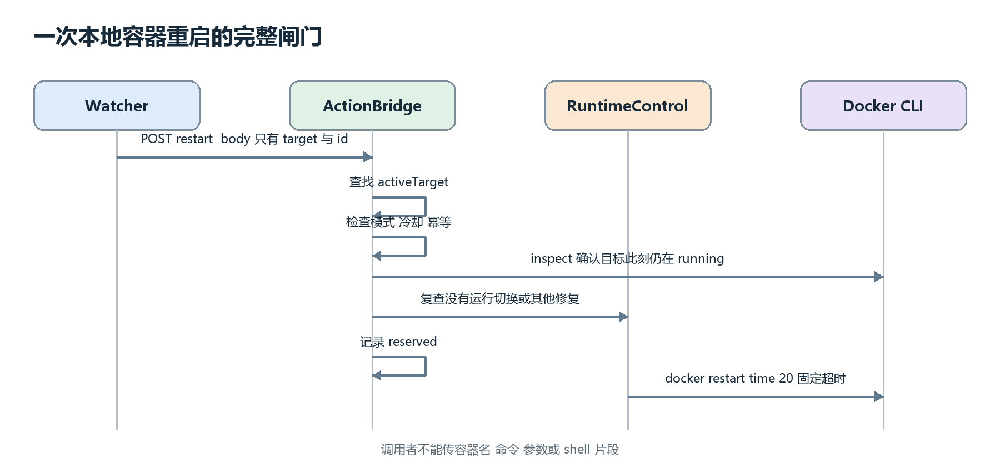 一次本地容器重启的完整闸门
Watcher
ActionBridge
RuntimeControl
Docker CLI
POST restart  body 只有 target 与 id
查找 activeTarget
检查模式 冷却 幂等
inspect 确认目标此刻仍在 running
复查没有运行切换或其他修复
记录 reserved
docker restart time 20 固定超时
调用者不能传容器名 命令 参数或 shell 片段